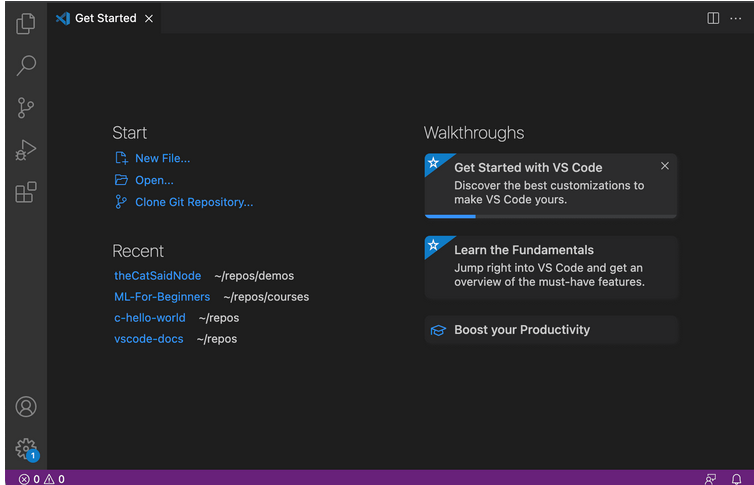 Get Started
Start
New File...
Open...
Clone Git Repository...
Recent
theCatSaidNode ~/repos/demos
ML-For-Beginners ~/repos/courses
c-hello-world ~/repos
vscode-docs ~/repos
Walkthroughs
Get Started with VS Code
Discover the best customizations to
make VS Code yours.
Learn the Fundamentals
Jump right into VS Code and get an
overview of the must-have features.
Boost your Productivity
1
0 0